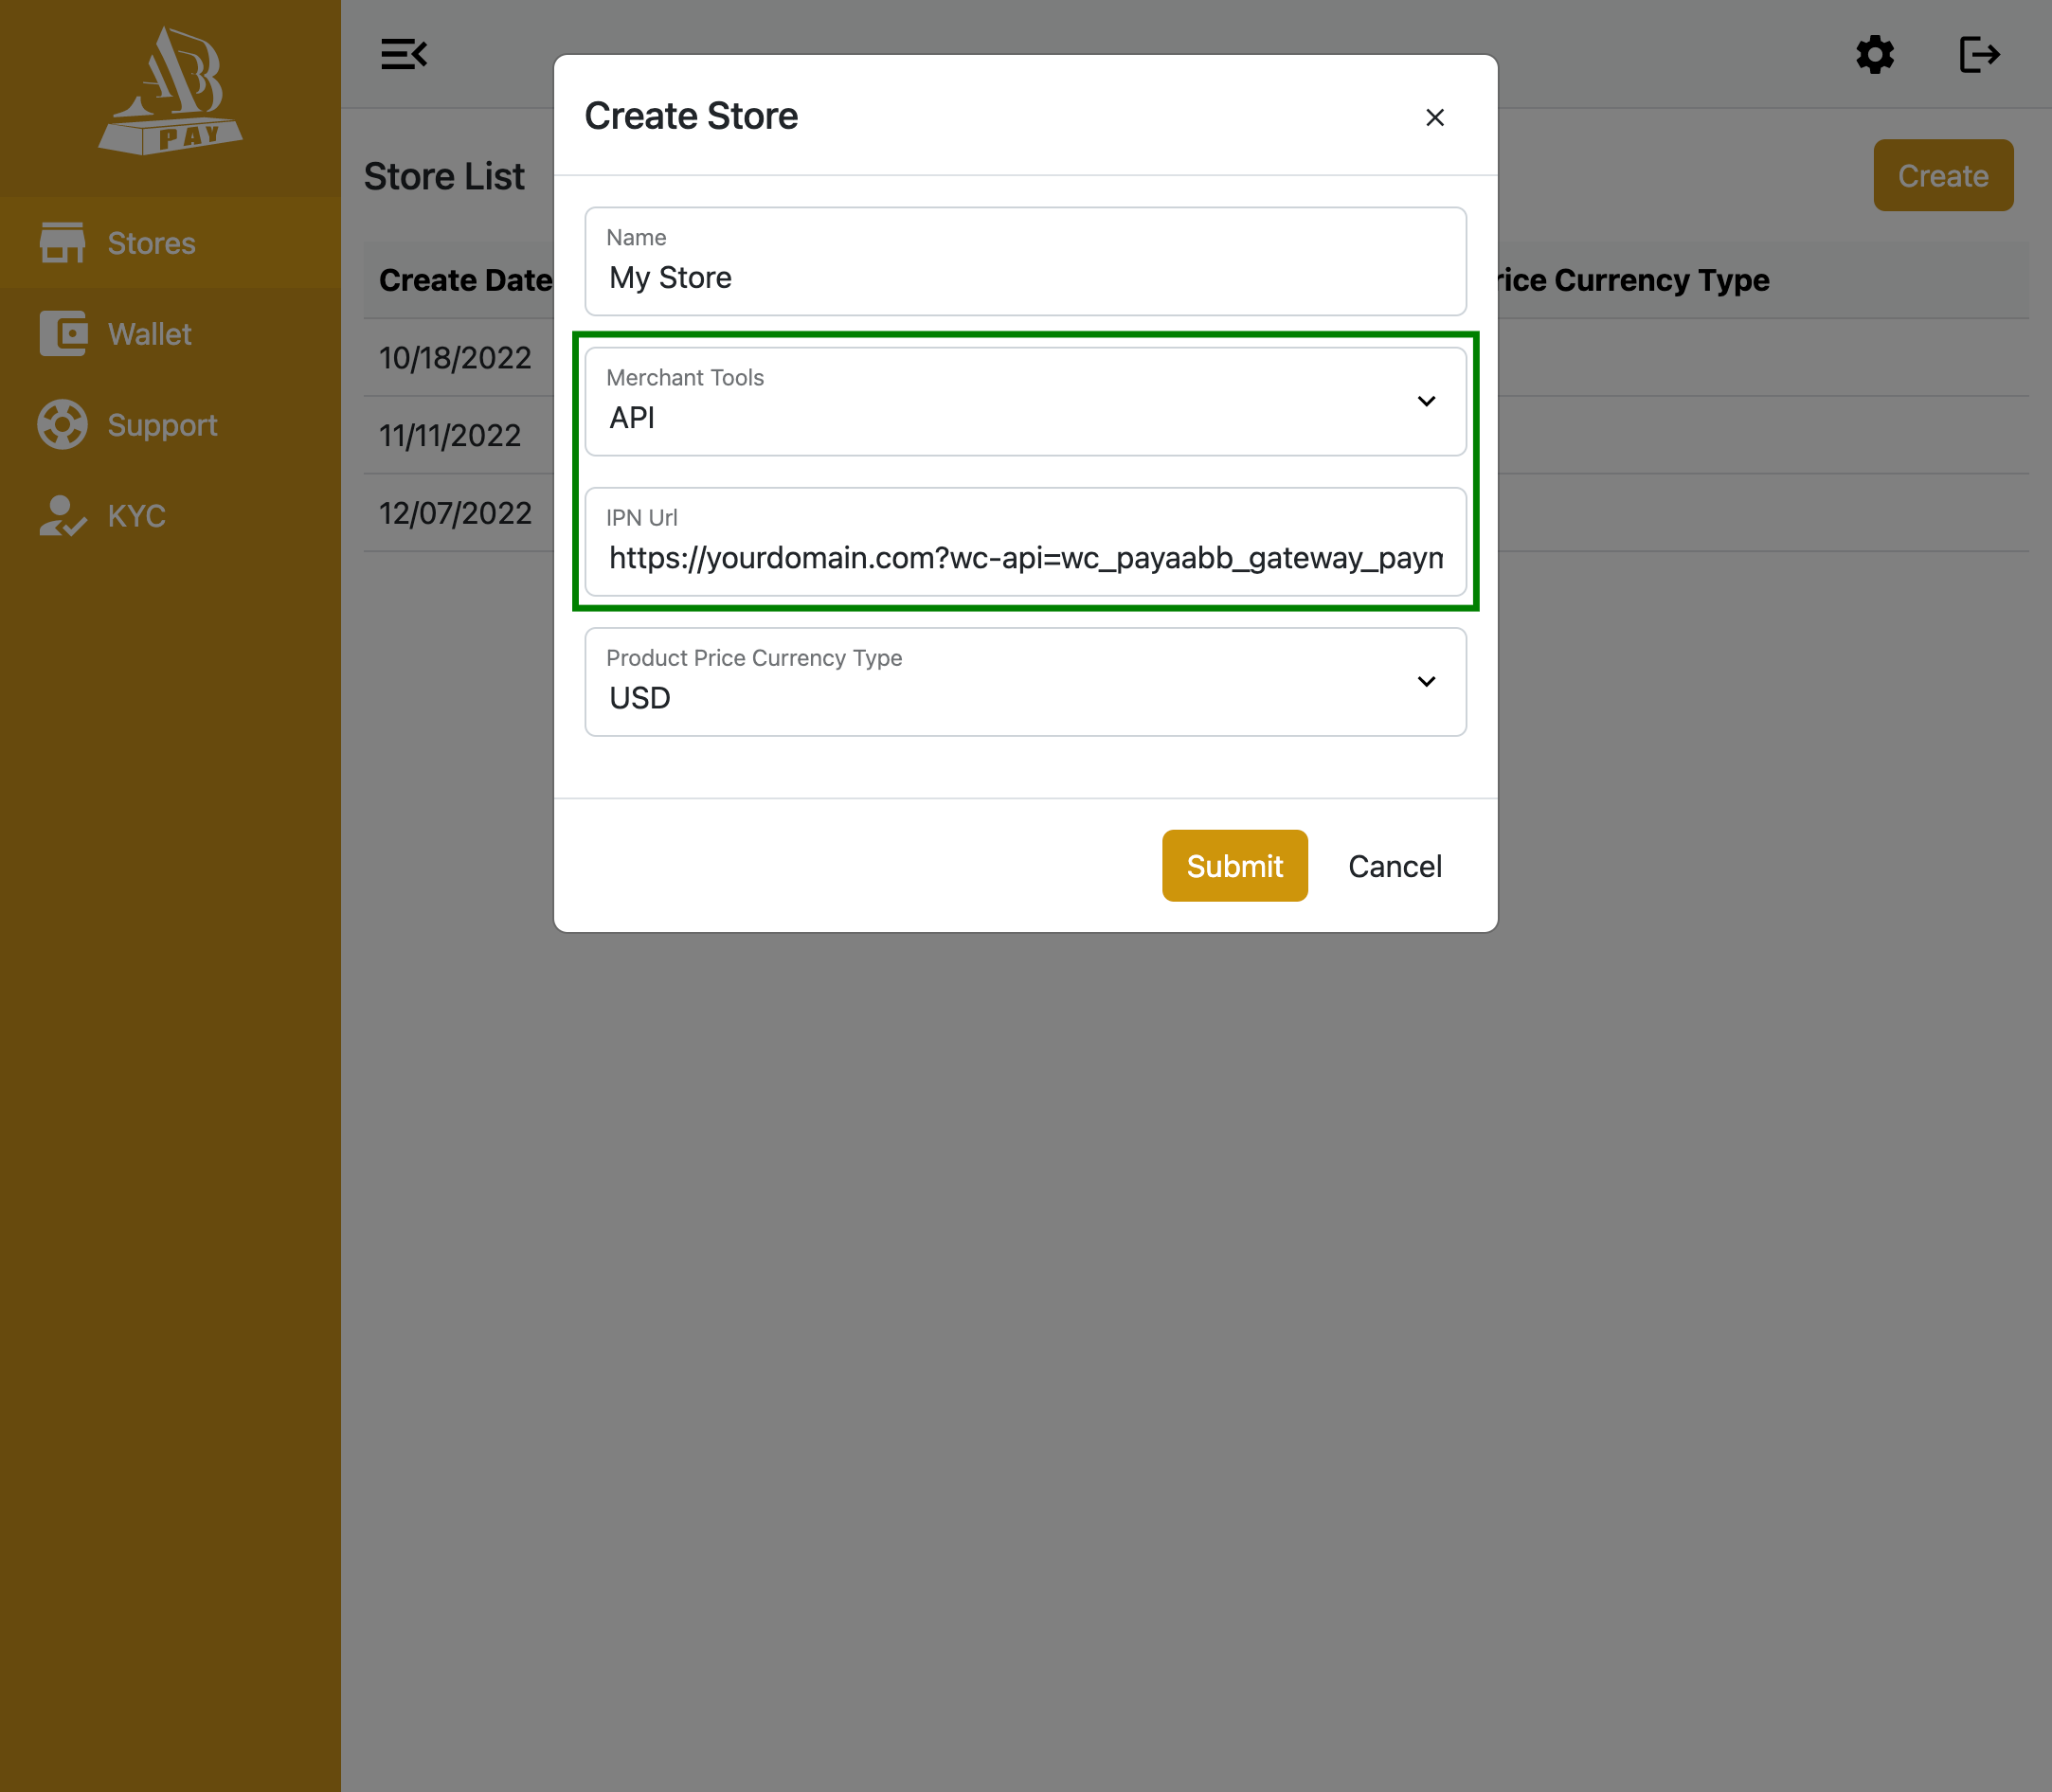 AABB
PAY
Stores
Wallet
Support
KYC
Store List
Create
Create Date
rice Currency Type
10/18/2022
11/11/2022
12/07/2022
Create Store
Name
My Store
Merchant Tools
API
IPN Url
https://yourdomain.com?wc-api=wc_payaabb_gateway_payn
Product Price Currency Type
USD
Submit
Cancel